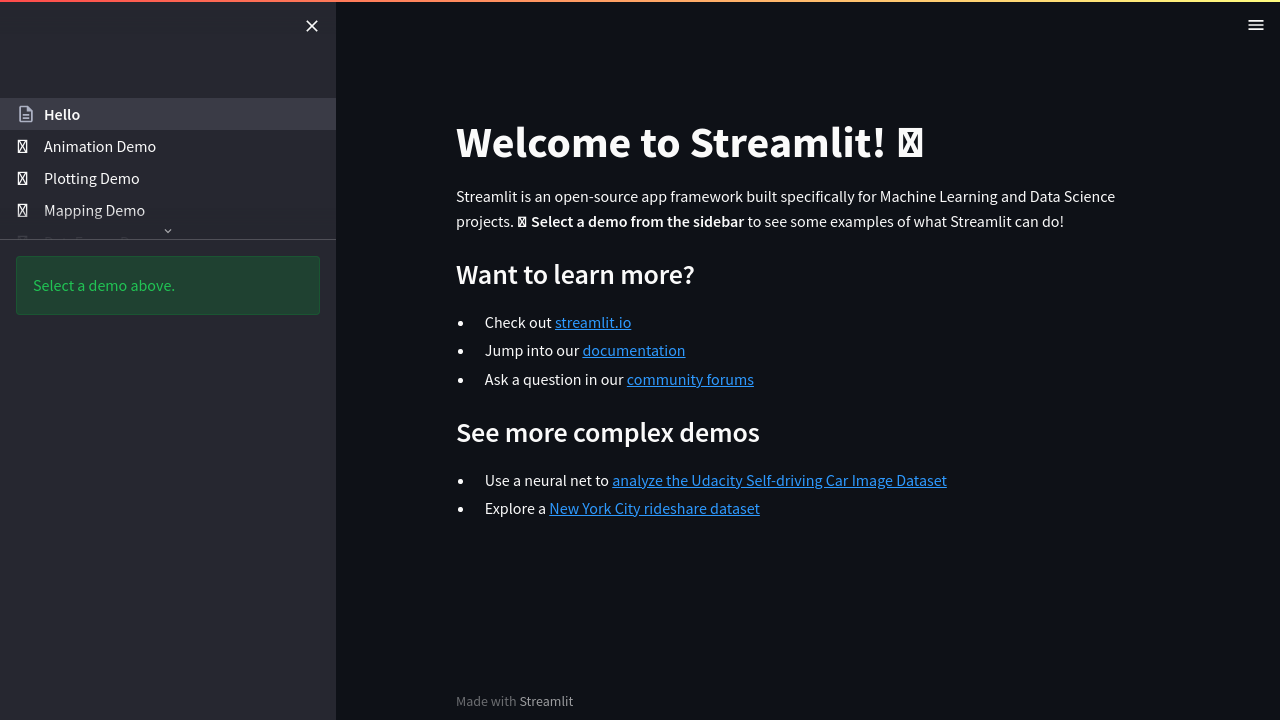 Hello
Animation Demo
Plotting Demo
Mapping Demo
Select a demo above.
Welcome to Streamlit!
Streamlit is an open-source app framework built specifically for Machine Learning and Data Science
projects. Select a demo from the sidebar to see some examples of what Streamlit can do!
Want to learn more?
Check out streamlit.io
Jump into our documentation
Ask a question in our community forums
See more complex demos
Use a neural net to analyze the Udacity Self-driving Car Image Dataset
Explore a New York City rideshare dataset
Made with Streamlit